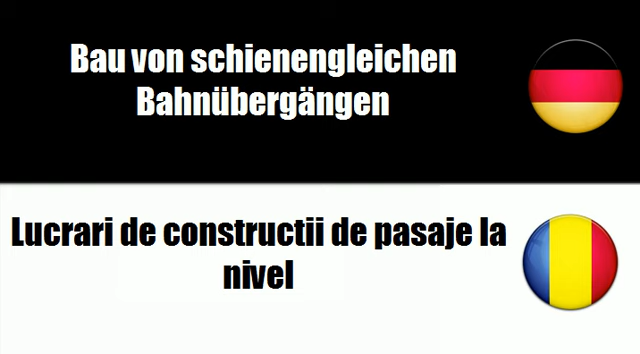 Bau von schienengleichen
Bahnübergängen
Lucrari de constructii de pasaje la
nivel